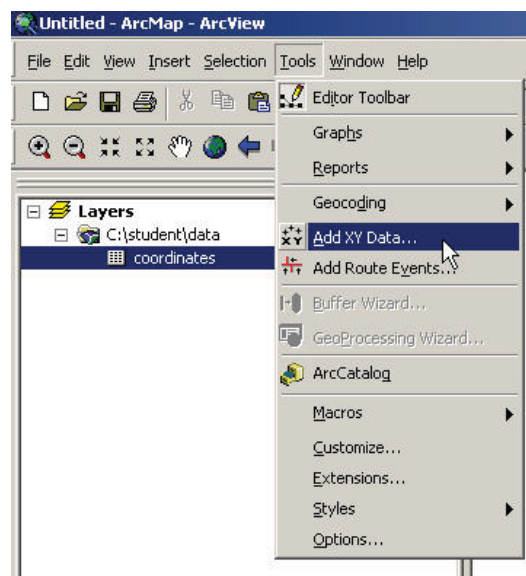 Untitled - ArcMap - ArcView
File Edit View Insert Selection Tools Window Help
Editor Toolbar
Graphs
Reports
Geocoding
Add XY Data...
Add Route Events...
Buffer Wizard...
GeoProcessing Wizard...
ArcCatalog
Macros
Customize...
Extensions...
Styles
Options...
Layers
C:\student\data
coordinates